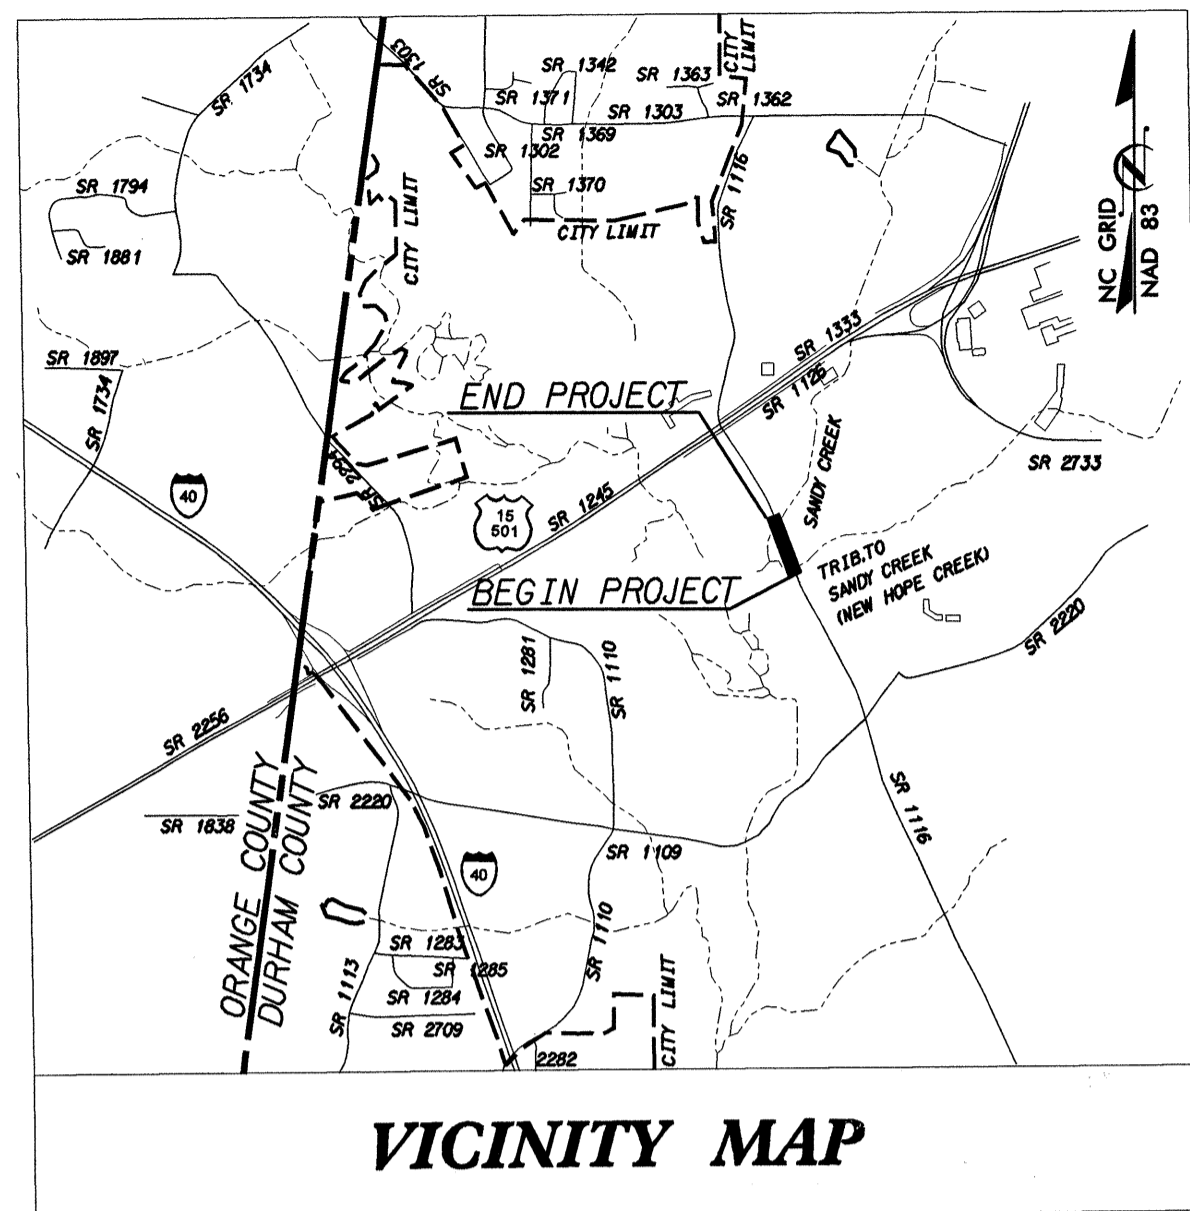 SR 1734
SR 1303
SR 1342
SR 1363
CITY
LIMIT
SR 1371
SR 1303
SR 1362
SR 1369
SR 1302
SR 1370
SR 1116
CITY LIMIT
CITY LIMIT
SR 1794
SR 1881
NC GRID
NAD 83
SR 1897
SR 1734
SR 1333
SR 1126
END PROJECT
SANDY CREEK
SR 2733
40
SR 2294
SR
15
501
SR 1245
TRIB.TO
SANDY CREEK
(NEW HOPE CREEK)
BEGIN PROJECT
SR 2220
SR 1281
SR 1110
SR 2256
ORANGE COUNTY
DURHAM COUNTY
SR 2220
SR 1838
SR 1116
SR 1109
40
SR 1110
SR 1283
SR 1285
SR 1284
SR 1113
SR 2709
CITY LIMIT
2282
VICINITY MAP